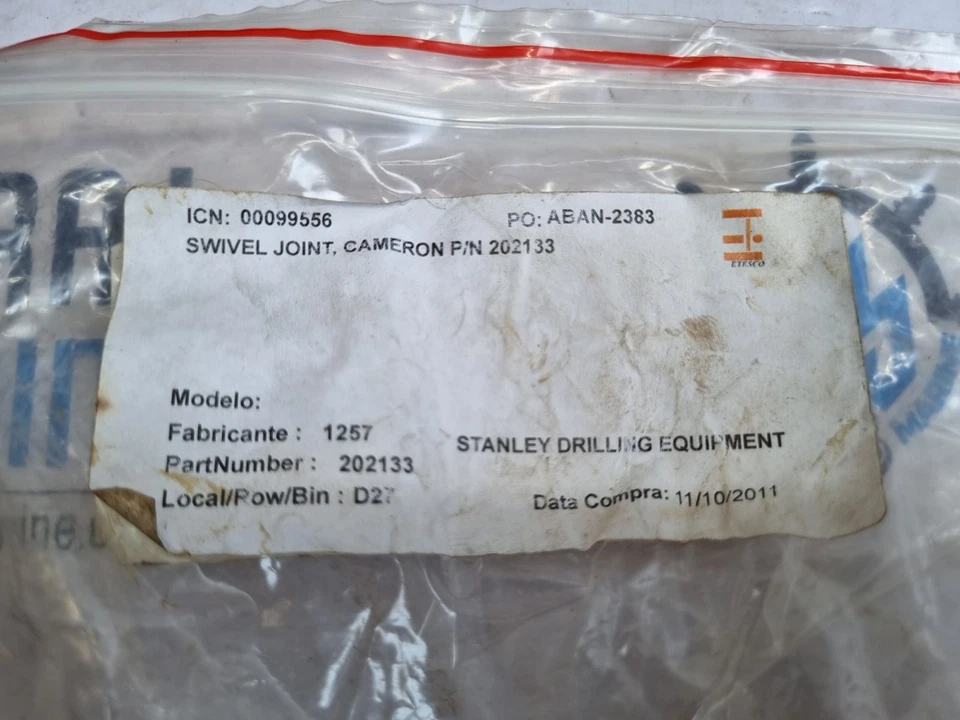 ICN: 00099556 PO: ABAN-2383
SWIVEL JOINT, CAMERON P/N 202133
ETESCO
Modelo:
Fabricante : 1257
STANLEY DRILLING EQUIPMENT
PartNumber : 202133
Local/Row/Bin : D27
Data Compra: 11/10/2011